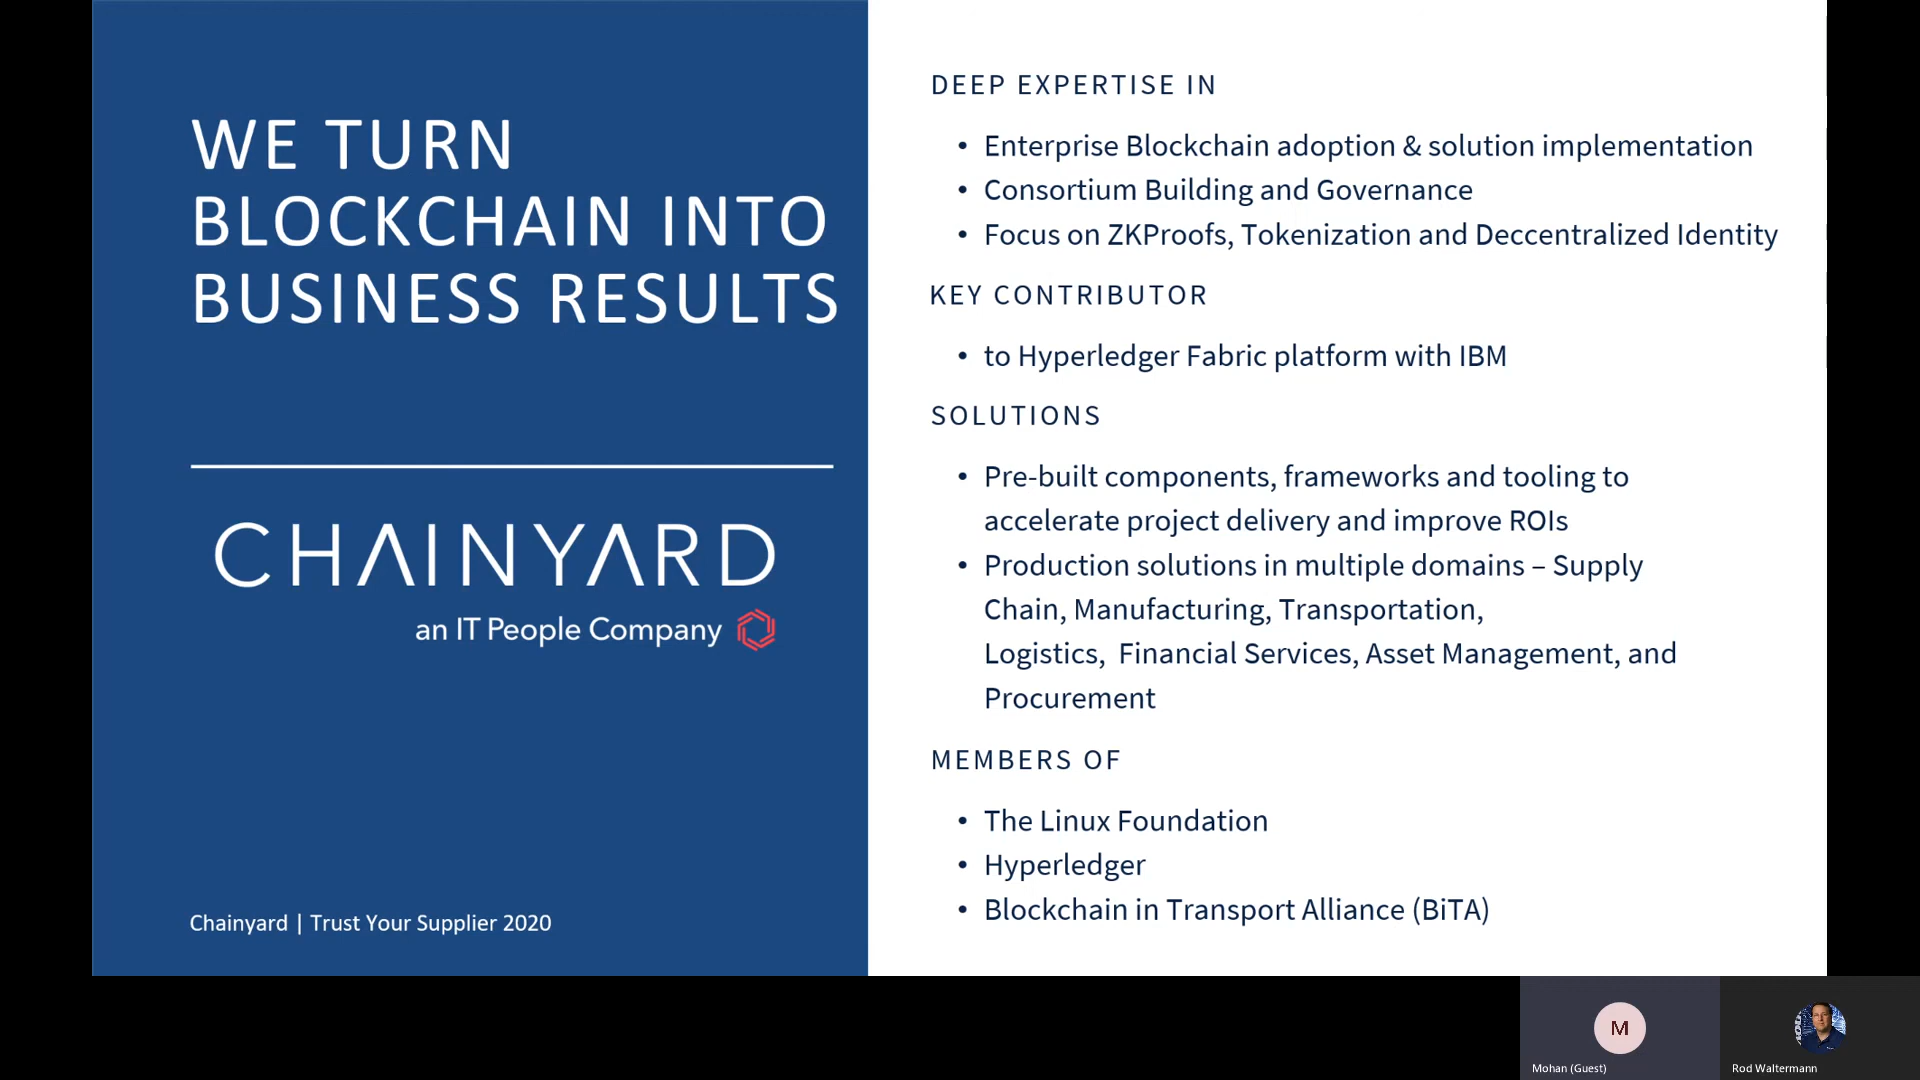 WE TURN
BLOCKCHAIN INTO
BUSINESS RESULTS
CHAINYARD
an IT People Company
Chainyard | Trust Your Supplier 2020
DEEP EXPERTISE IN
• Enterprise Blockchain adoption & solution implementation
• Consortium Building and Governance
• Focus on ZKProofs, Tokenization and Deccentralized Identity
KEY CONTRIBUTOR
• to Hyperledger Fabric platform with IBM
SOLUTIONS
• Pre-built components, frameworks and tooling to
accelerate project delivery and improve ROIs
• Production solutions in multiple domains – Supply
Chain, Manufacturing, Transportation,
Logistics,  Financial Services, Asset Management, and
Procurement
MEMBERS OF
• The Linux Foundation
• Hyperledger
• Blockchain in Transport Alliance (BiTA)
M
Mohan (Guest)
Rod Waltermann